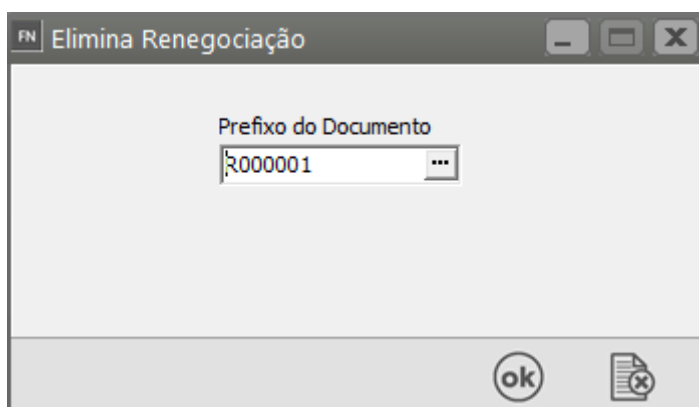 FN Elimina Renegociação
Prefixo do Documento
R000001 ...
ok